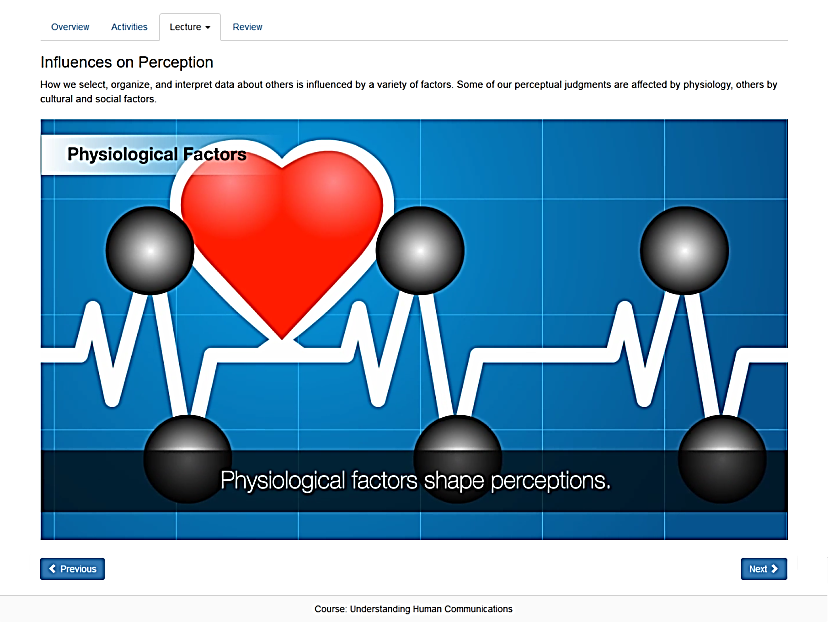 Overview Activities Lecture Review
Influences on Perception
How we select, organize, and interpret data about others is influenced by a variety of factors. Some of our perceptual judgments are affected by physiology, others by
cultural and social factors.
Physiological Factors
Physiological factors shape perceptions.
Previous Next
Course: Understanding Human Communications